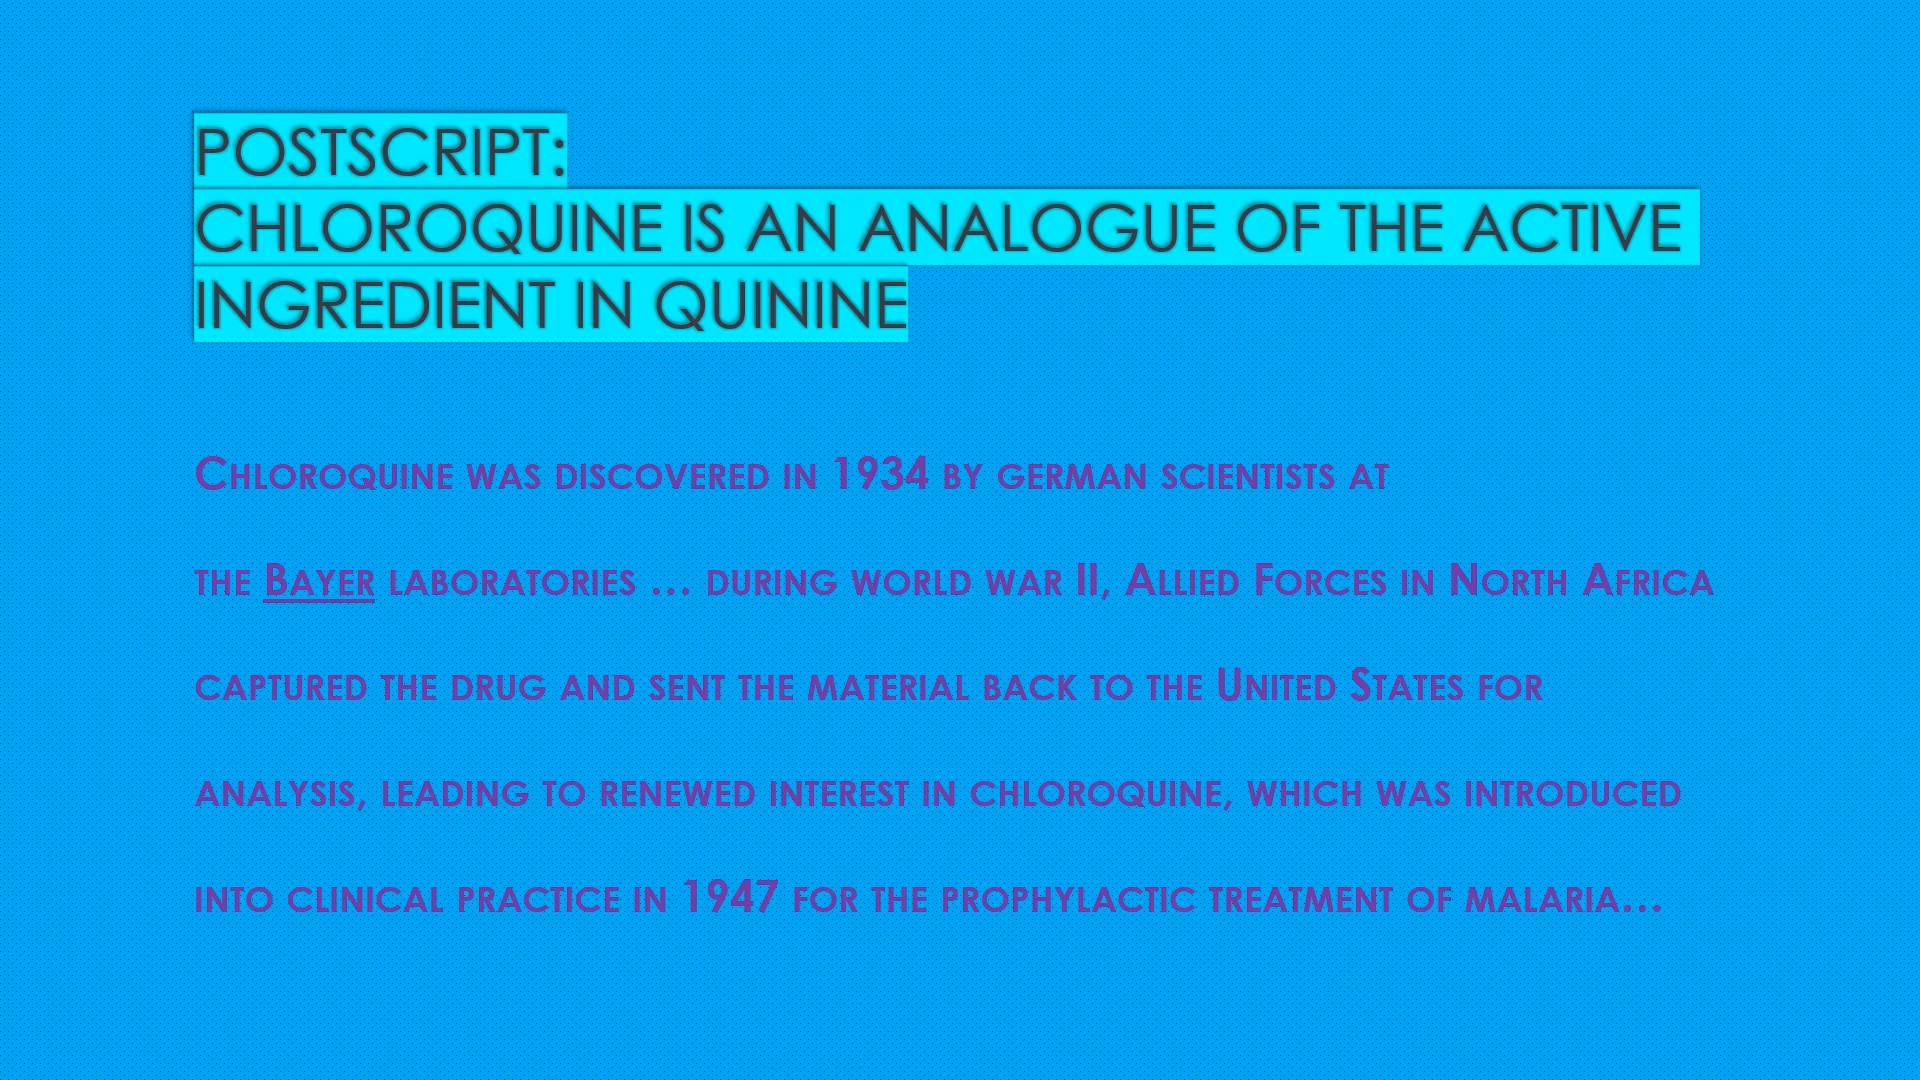 POSTSCRIPT:
CHLOROQUINE IS AN ANALOGUE OF THE ACTIVE
INGREDIENT IN QUININE
Chloroquine was discovered in 1934 by german scientists at
the Bayer laboratories … during world war II, Allied Forces in North Africa
captured the drug and sent the material back to the United States for
analysis, leading to renewed interest in chloroquine, which was introduced
into clinical practice in 1947 for the prophylactic treatment of malaria…